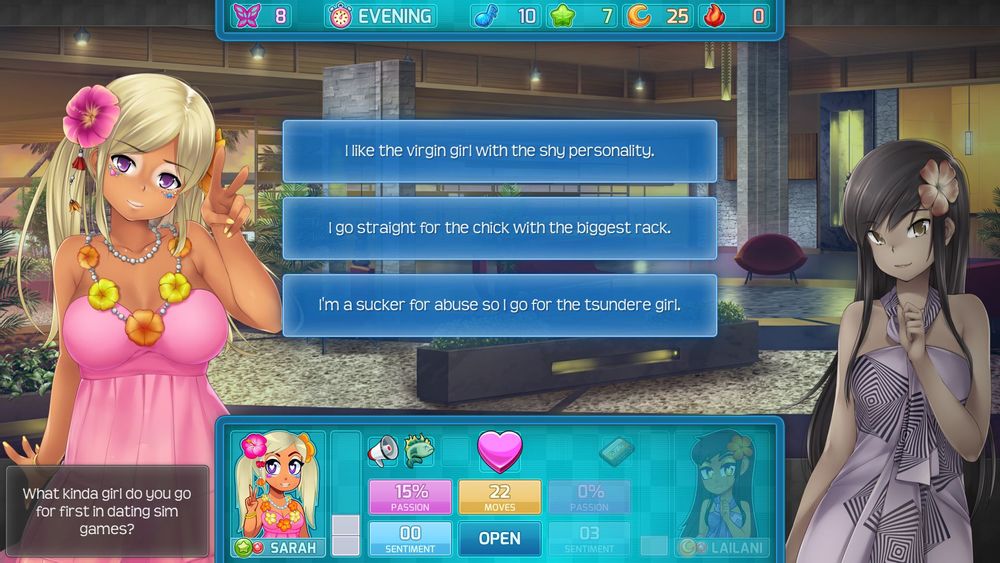 8 EVENING 10 7 25 0
I like the virgin girl with the shy personality.
I go straight for the chick with the biggest rack.
I'm a sucker for abuse so I go for the tsundere girl.
What kinda girl do you go
for first in dating sim
games?
15% 22 0%
PASSION MOVES PASSION
00 OPEN 03
SENTIMENT SENTIMENT
SARAH LAILANI